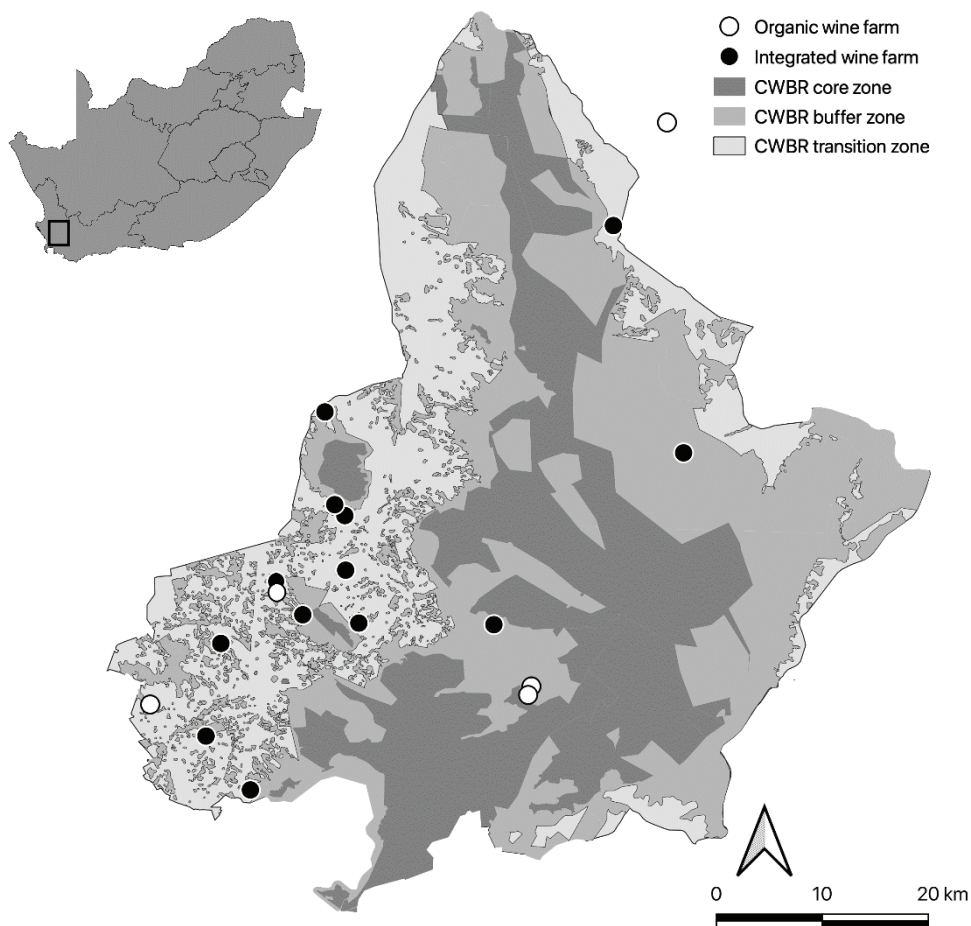 Organic wine farm
Integrated wine farm
CWBR core zone
CWBR buffer zone
CWBR transition zone
0 10 20 km